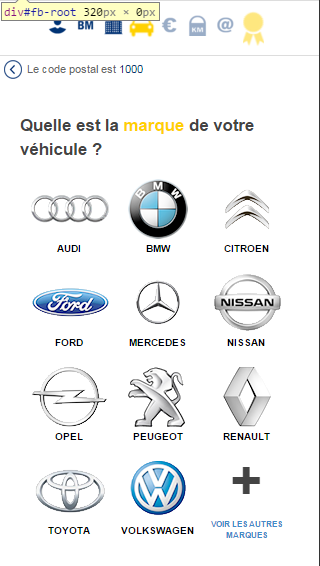 div#fb-root 320px × 0px
BM € KM @
Le code postal est 1000
Quelle est la marque de votre
véhicule ?
BMW
AUDI BMW CITROEN
Ford NISSAN
FORD MERCEDES NISSAN
OPEL PEUGEOT RENAULT
TOYOTA VOLKSWAGEN VOIR LES AUTRES
MARQUES